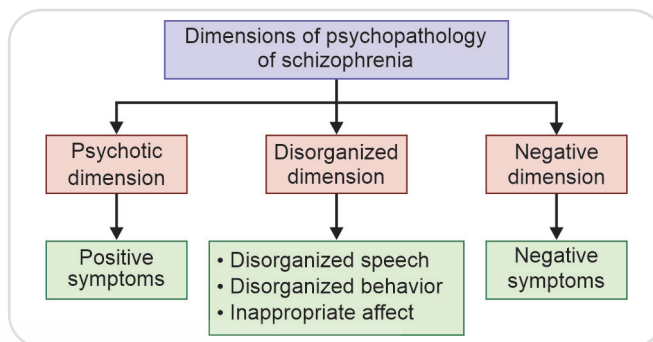 Dimensions of psychopathology
of schizophrenia
Psychotic
dimension
Disorganized
dimension
Negative
dimension
Positive
symptoms
• Disorganized speech
• Disorganized behavior
• Inappropriate affect
Negative
symptoms